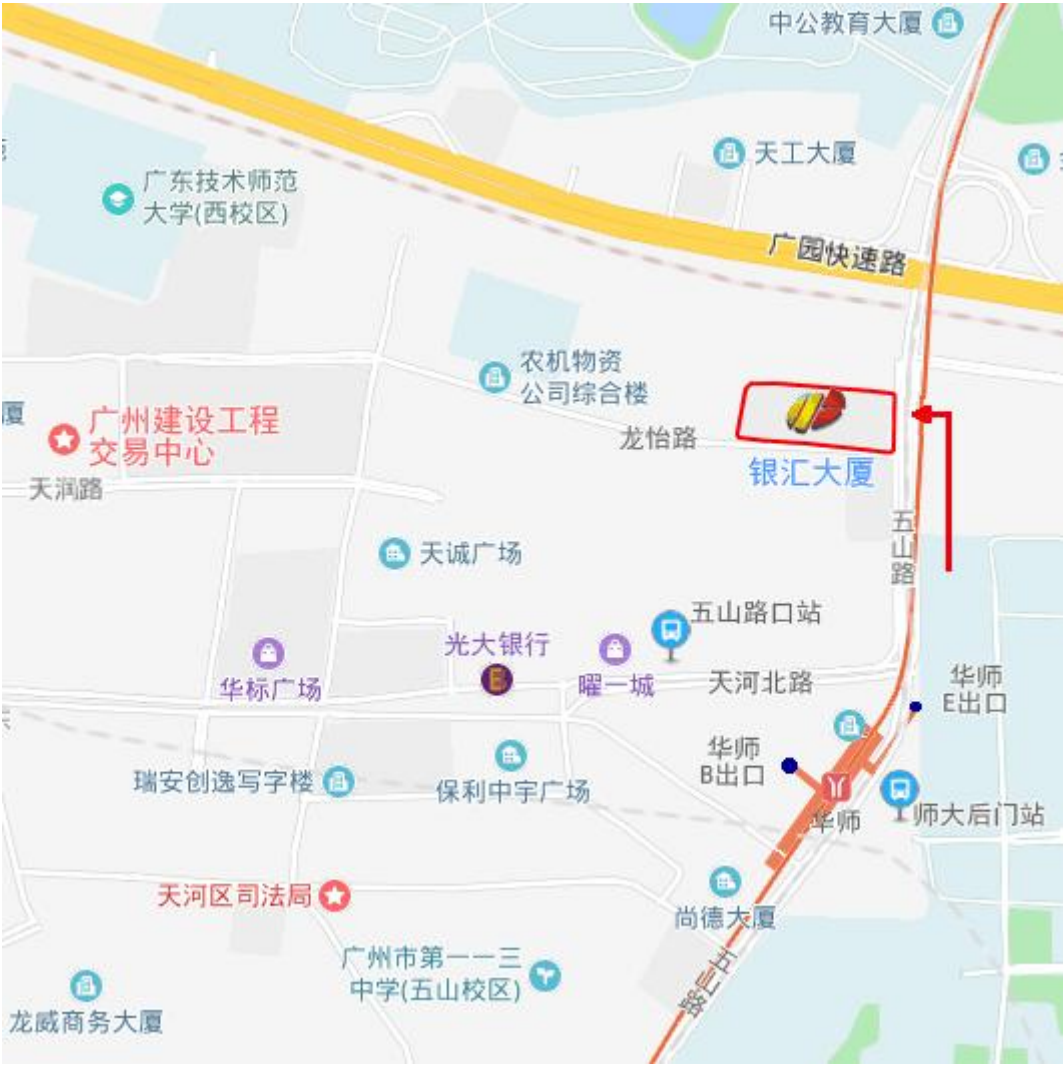 中公教育大厦
天工大厦
广东技术师范
大学(西校区)
广园快速路
农机物资
公司综合楼
厦
广州建设工程
交易中心
龙怡路
银汇大厦
天润路
五山路
天诚广场
五山路口站
光大银行
华标广场
曜一城
天河北路
华师
E出口
华师
B出口
瑞安创逸写字楼
保利中宇广场
华师
师大后门站
天河区司法局
尚德大厦
广州市第一一三
中学(五山校区)
五山路
龙威商务大厦